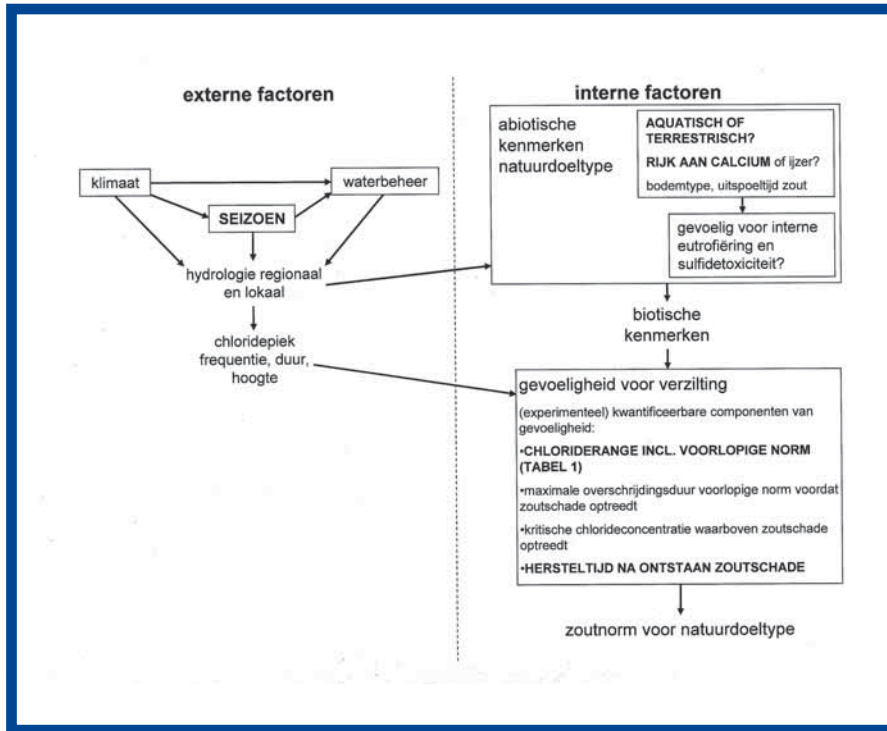 externe factoren
klimaat
waterbeheer
SEIZOEN
hydrologie regionaal
en lokaal
chloridepiek
frequentie, duur,
hoogte
interne factoren
abiotische
kenmerken
natuurdoeltype
AQUATISCH OF
TERRESTRISCH?
RIJK AAN CALCIUM of ijzer?
bodemtype, uitspoeltijd zout
gevoelig voor interne
eutrofiëring en
sulfidetoxiciteit?
biotische
kenmerken
gevoeligheid voor verzilting
(experimenteel) kwantificeerbare componenten van
gevoeligheid:
•CHLORIDERANGE INCL. VOORLOPIGE NORM
(TABEL 1)
•maximale overschrijdingsduur voorlopige norm voordat
zoutschade optreedt
•kritische chlorideconcentratie waarboven zoutschade
optreedt
•HERSTELTIJD NA ONTSTAAN ZOUTSCHADE
zoutnorm voor natuurdoeltype